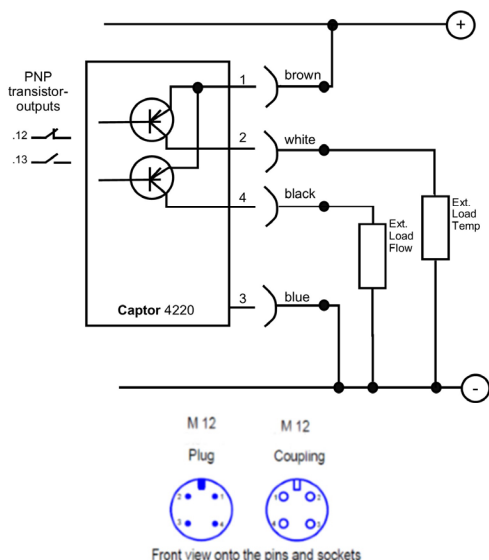 +
PNP
transistor-
outputs
.12
.13
1
brown
2
white
4
black
Ext.
Load
Flow
Ext.
Load
Temp
3
blue
Captor 4220
-
M 12
M 12
Plug
Coupling
2
1
3
4
1
2
4
3
Front view onto the pins and sockets